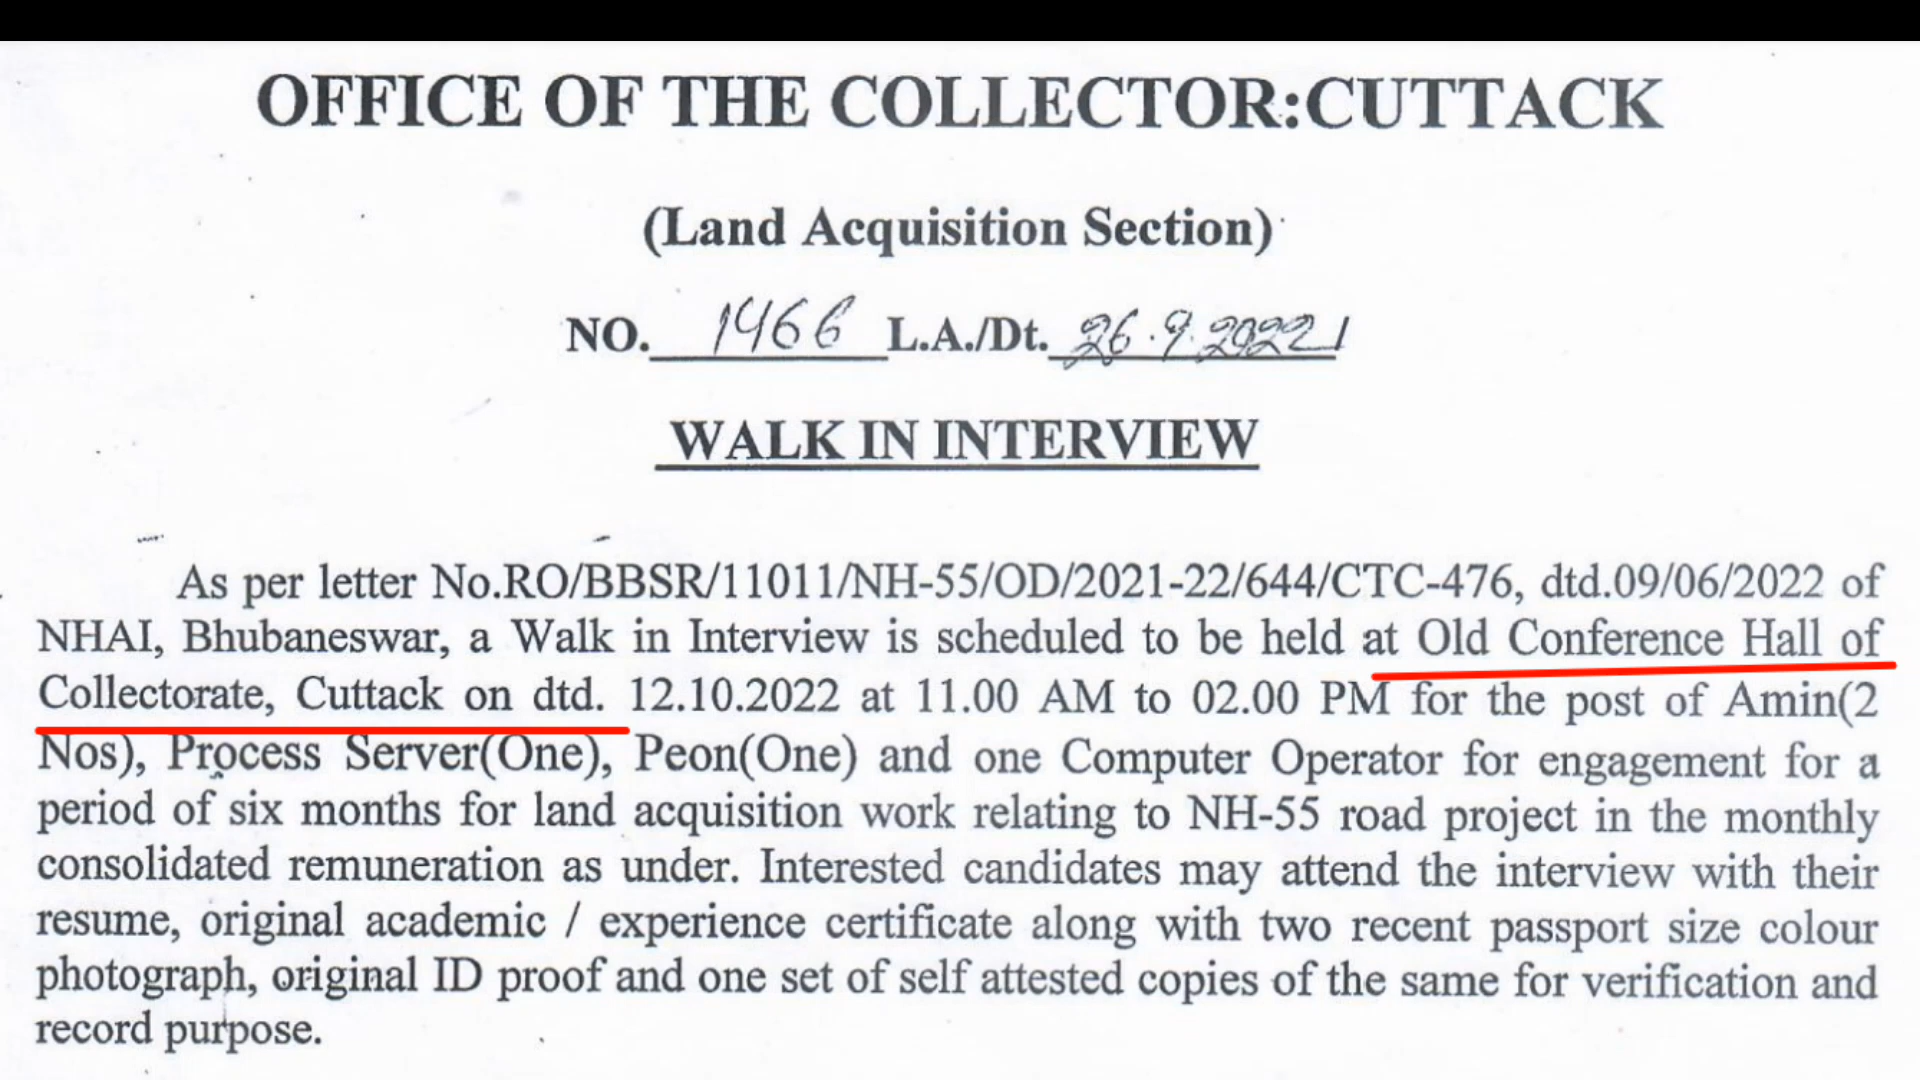 OFFICE OF THE COLLECTOR:CUTTACK
(Land Acquisition Section)
NO. 1466 L.A./Dt. 26.9.2022/
WALK IN INTERVIEW
As per letter No.RO/BBSR/11011/NH-55/OD/2021-22/644/CTC-476, dtd.09/06/2022 of
NHAI, Bhubaneswar, a Walk in Interview is scheduled to be held at Old Conference Hall of
Collectorate, Cuttack on dtd. 12.10.2022 at 11.00 AM to 02.00 PM for the post of Amin(2
Nos), Process Server(One), Peon(One) and one Computer Operator for engagement for a
period of six months for land acquisition work relating to NH-55 road project in the monthly
consolidated remuneration as under. Interested candidates may attend the interview with their
resume, original academic / experience certificate along with two recent passport size colour
photograph, original ID proof and one set of self attested copies of the same for verification and
record purpose.